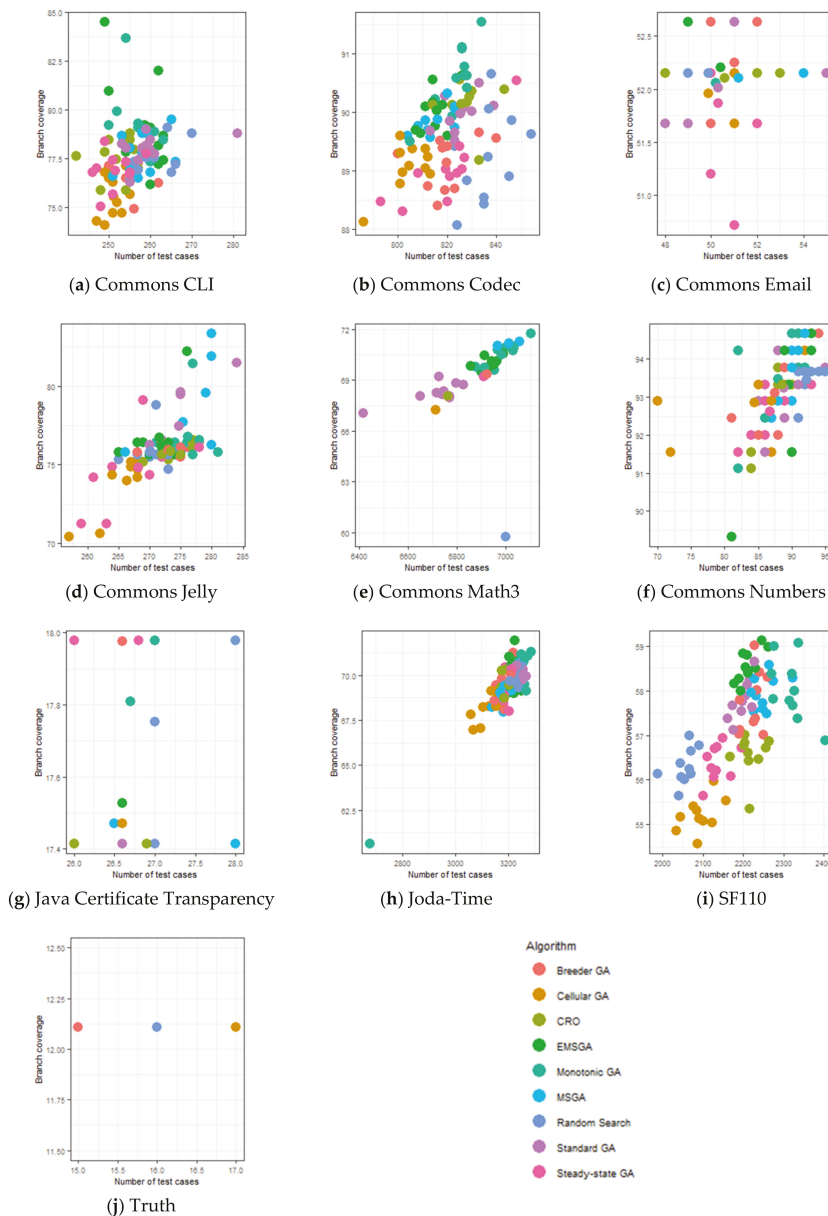 85.0
82.5
80.0
77.5
75.0
Branch coverage
250 260 270 280
Number of test cases
(a) Commons CLI
91
90
89
88
Branch coverage
800 820 840
Number of test cases
(b) Commons Codec
52.5
52.0
51.5
51.0
Branch coverage
48 50 52 54
Number of test cases
(c) Commons Email
80
75
70
Branch coverage
260 265 270 275 280 285
Number of test cases
(d) Commons Jelly
72
69
66
63
60
Branch coverage
6400 6600 6800 7000
Number of test cases
(e) Commons Math3
94
93
92
91
90
Branch coverage
70 75 80 85 90 95
Number of test cases
(f) Commons Numbers
18.0
17.8
17.6
17.4
Branch coverage
26.0 26.5 27.0 27.5 28.0
Number of test cases
(g) Java Certificate Transparency
70.0
67.5
65.0
62.5
Branch coverage
2800 3000 3200
Number of test cases
(h) Joda-Time
59
58
57
56
55
Branch coverage
2000 2100 2200 2300 2400
Number of test cases
(i) SF110
12.50
12.25
12.00
11.75
11.50
Branch coverage
15.0 15.5 16.0 16.5 17.0
Number of test cases
(j) Truth
Algorithm
Breeder GA
Cellular GA
CRO
EMSGA
Monotonic GA
MSGA
Random Search
Standard GA
Steady-state GA